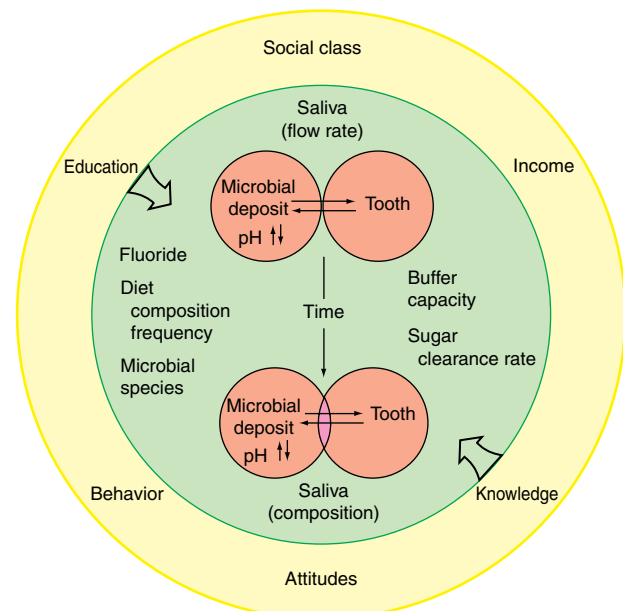 Social class
Saliva
(flow rate)
Education
Income
Microbial
deposit
pH
Tooth
Fluoride
Diet
composition
frequency
Microbial
species
Time
Buffer
capacity
Sugar
clearance rate
Microbial
deposit
pH
Tooth
Saliva
(composition)
Behavior
Knowledge
Attitudes